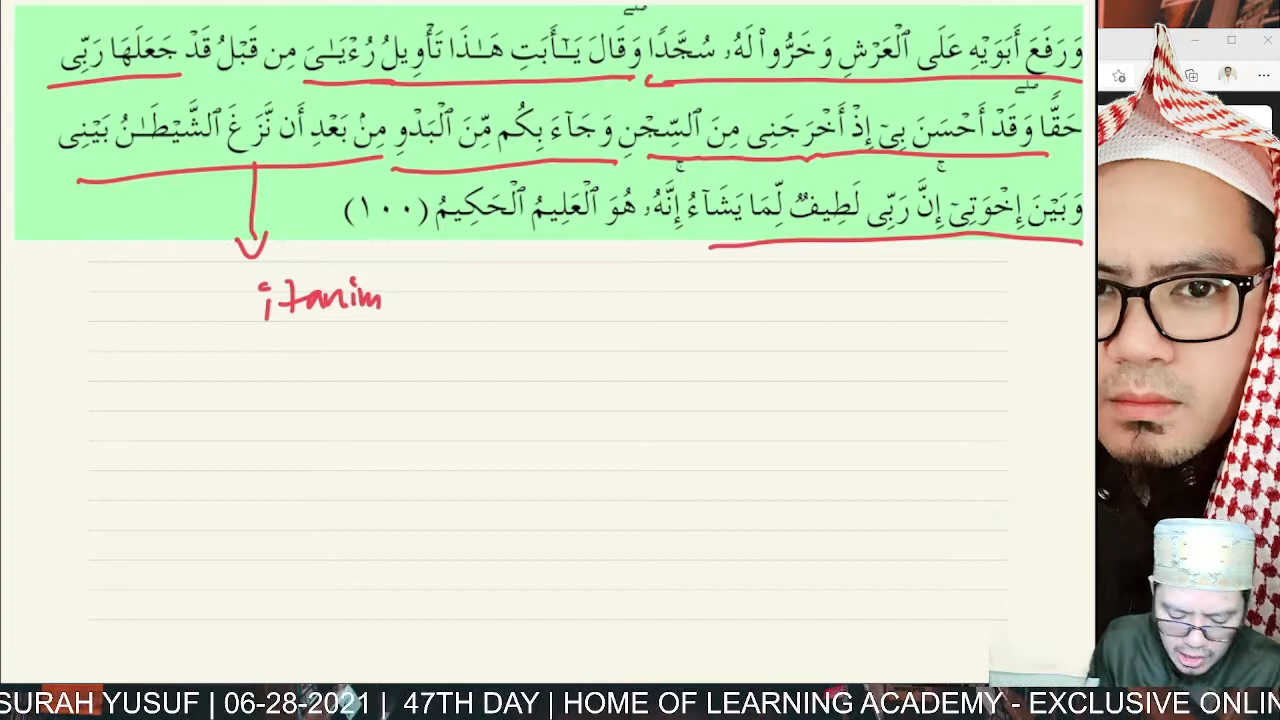 وَرَفَعَ أَبَوَيْهِ عَلَى ٱلْعَرْشِ وَخَرُّوا۟ لَهُۥ سُجَّدًا ۖ وَقَالَ يَـٰٓأَبَتِ هَـٰذَا تَأْوِيلُ رُءْيَـٰىَ مِن قَبْلُ قَدْ جَعَلَهَا رَبِّى
حَقًّا ۖ وَقَدْ أَحْسَنَ بِىٓ إِذْ أَخْرَجَنِى مِنَ ٱلسِّجْنِ وَجَآءَ بِكُم مِّنَ ٱلْبَدْوِ مِنۢ بَعْدِ أَن نَّزَغَ ٱلشَّيْطَـٰنُ بَيْنِى
وَبَيْنَ إِخْوَتِىٓ ۚ إِنَّ رَبِّى لَطِيفٌ لِّمَا يَشَآءُ ۚ إِنَّهُۥ هُوَ ٱلْعَلِيمُ ٱلْحَكِيمُ (١٠٠)
itanim
SURAH YUSUF | 06-28-2021 | 47TH DAY | HOME OF LEARNING ACADEMY - EXCLUSIVE ONLIN